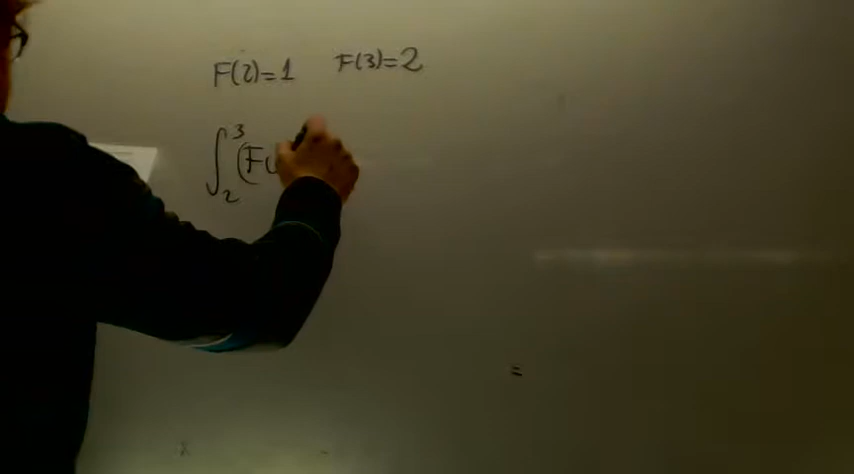 F(2)=1 F(3)=2
∫₂³ (F(
=